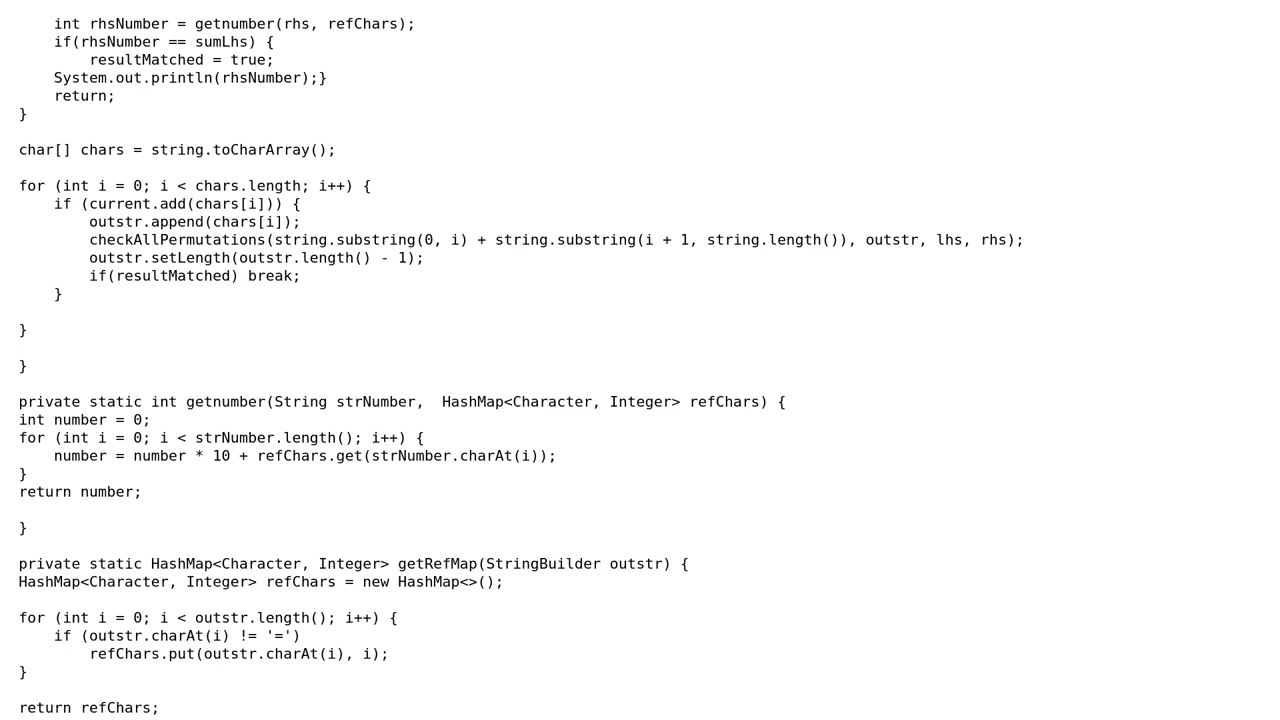 int rhsNumber = getnumber(rhs, refChars);
    if(rhsNumber == sumLhs) {
        resultMatched = true;
    System.out.println(rhsNumber);}
    return;
}

char[] chars = string.toCharArray();

for (int i = 0; i < chars.length; i++) {
    if (current.add(chars[i])) {
        outstr.append(chars[i]);
        checkAllPermutations(string.substring(0, i) + string.substring(i + 1, string.length()), outstr, lhs, rhs);
        outstr.setLength(outstr.length() - 1);
        if(resultMatched) break;
    }

}

}

private static int getnumber(String strNumber,  HashMap<Character, Integer> refChars) {
int number = 0;
for (int i = 0; i < strNumber.length(); i++) {
    number = number * 10 + refChars.get(strNumber.charAt(i));
}
return number;

}

private static HashMap<Character, Integer> getRefMap(StringBuilder outstr) {
HashMap<Character, Integer> refChars = new HashMap<>();

for (int i = 0; i < outstr.length(); i++) {
    if (outstr.charAt(i) != '=')
        refChars.put(outstr.charAt(i), i);
}

return refChars;